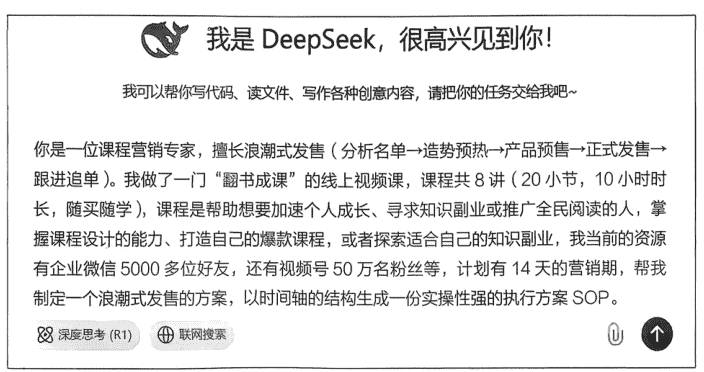 我是 DeepSeek，很高兴见到你！
我可以帮你写代码、读文件、写作各种创意内容，请把你的任务交给我吧~
你是一位课程营销专家，擅长浪潮式发售（分析名单→造势预热→产品预售→正式发售→
跟进追单）。我做了一门“翻书成课”的线上视频课，课程共 8 讲（20 小节，10 小时时
长，随买随学），课程是帮助想要加速个人成长、寻求知识副业或推广全民阅读的人，掌
握课程设计的能力、打造自己的爆款课程，或者探索适合自己的知识副业，我当前的资源
有企业微信 5000 多位好友，还有视频号 50 万名粉丝等，计划有 14 天的营销期，帮我
制定一个浪潮式发售的方案，以时间轴的结构生成一份实操性强的执行方案 SOP。
深度思考 (R1) 联网搜索